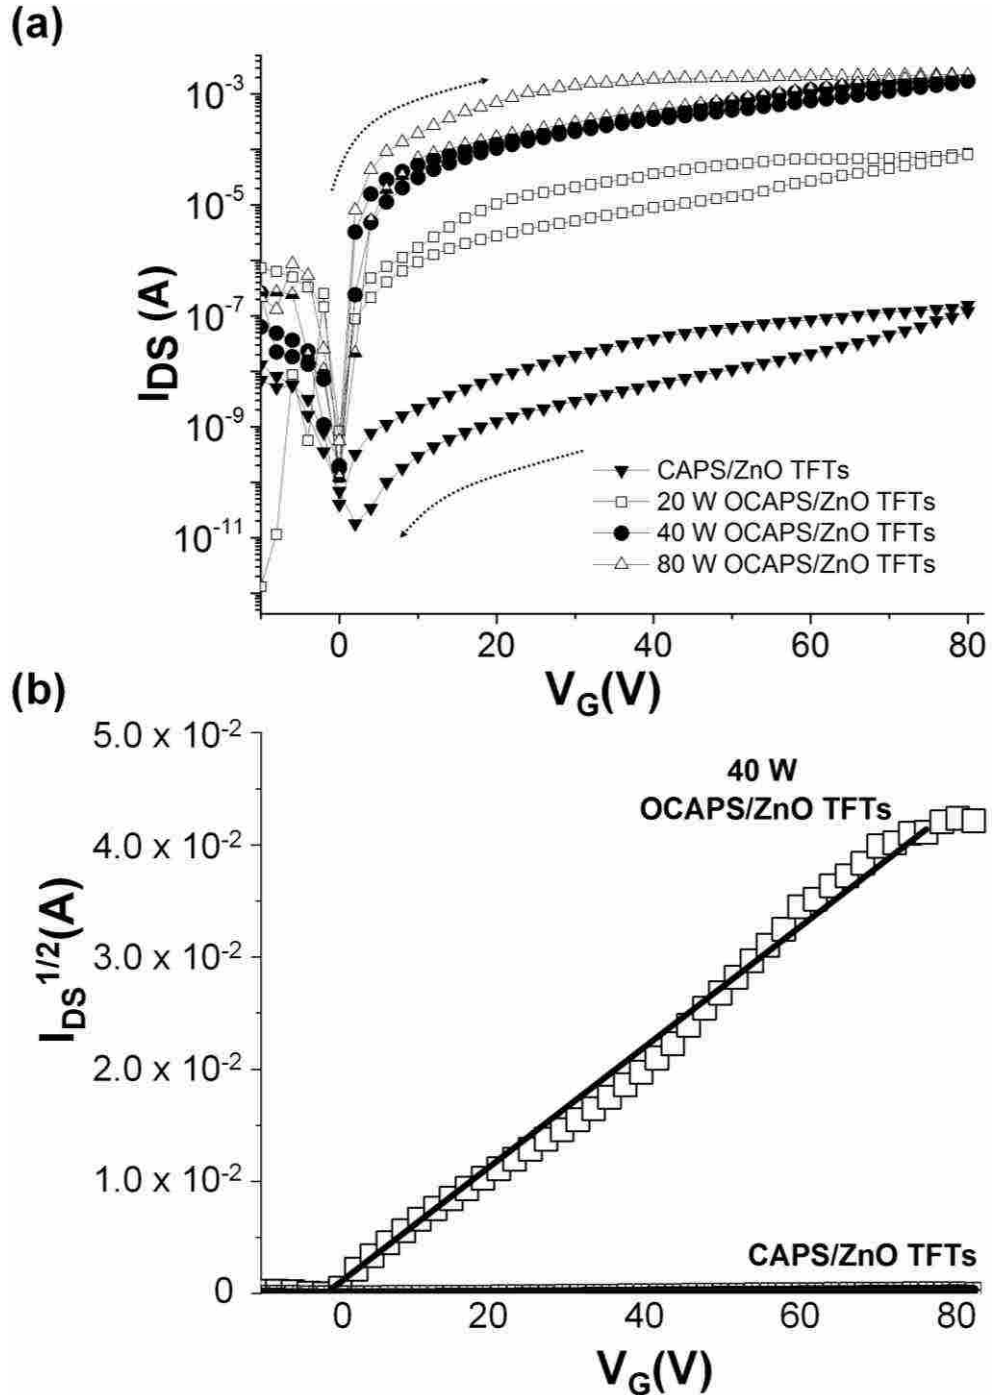 (a)
I_DS (A)
10^-3
10^-5
10^-7
10^-9
10^-11
CAPS/ZnO TFTs
20 W OCAPS/ZnO TFTs
40 W OCAPS/ZnO TFTs
80 W OCAPS/ZnO TFTs
0 20 40 60 80
V_G(V)
(b)
I_DS^1/2(A)
5.0 x 10^-2
4.0 x 10^-2
3.0 x 10^-2
2.0 x 10^-2
1.0 x 10^-2
0
40 W
OCAPS/ZnO TFTs
CAPS/ZnO TFTs
0 20 40 60 80
V_G(V)